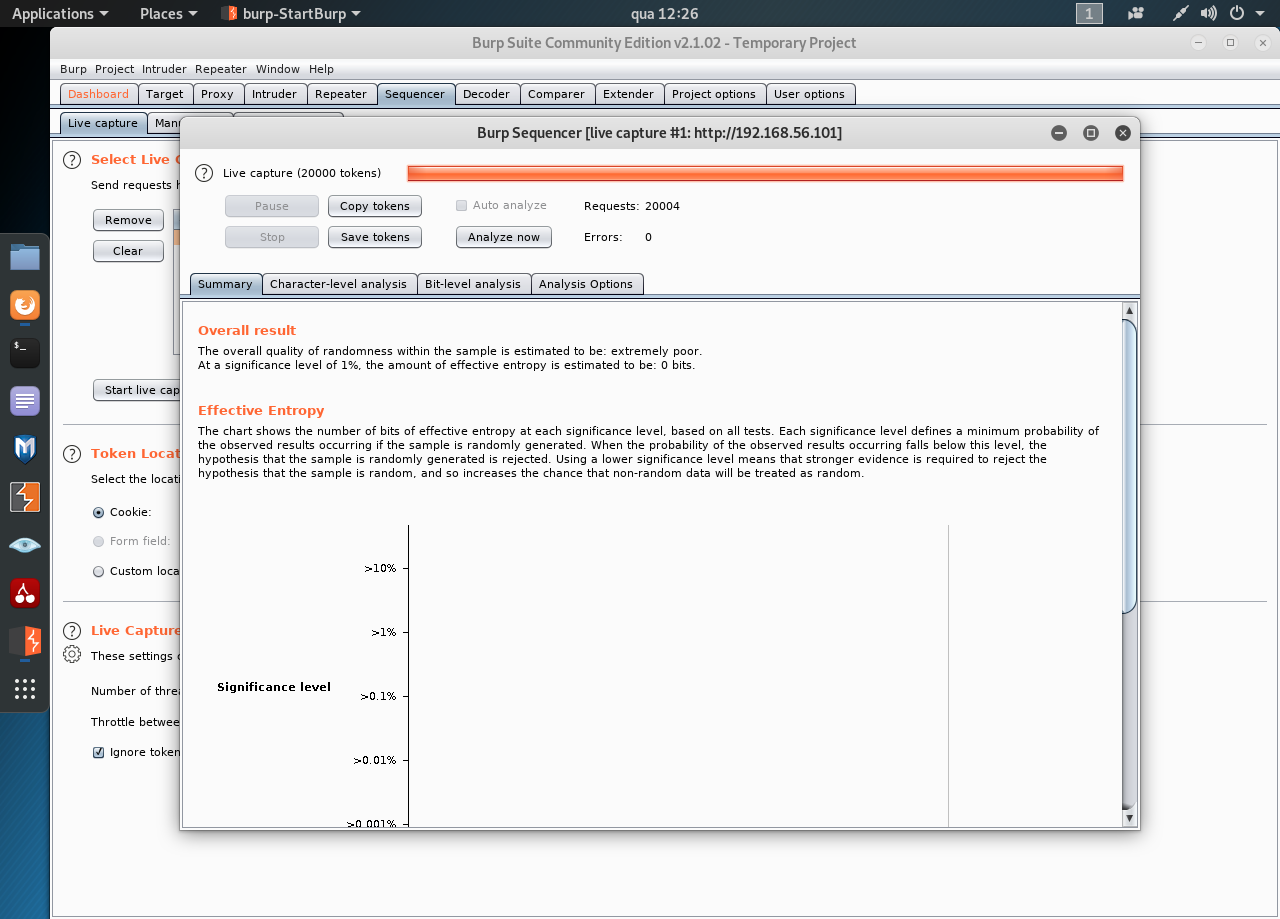 Applications Places burp-StartBurp qua 12:26 1
Burp Suite Community Edition v2.1.02 - Temporary Project
Burp Project Intruder Repeater Window Help
Dashboard Target Proxy Intruder Repeater Sequencer Decoder Comparer Extender Project options User options
Live capture Man
Burp Sequencer [live capture #1: http://192.168.56.101]
? Select Live C
Send requests h
Remove
Clear
Start live cap
? Token Locat
Select the locati
Cookie:
Form field:
Custom loca
? Live Capture
These settings c
Number of threa
Throttle betwee
Ignore token
? Live capture (20000 tokens)
Pause Copy tokens Auto analyze Requests: 20004
Stop Save tokens Analyze now Errors: 0
Summary Character-level analysis Bit-level analysis Analysis Options
Overall result
The overall quality of randomness within the sample is estimated to be: extremely poor.
At a significance level of 1%, the amount of effective entropy is estimated to be: 0 bits.
Effective Entropy
The chart shows the number of bits of effective entropy at each significance level, based on all tests. Each significance level defines a minimum probability of
the observed results occurring if the sample is randomly generated. When the probability of the observed results occurring falls below this level, the
hypothesis that the sample is randomly generated is rejected. Using a lower significance level means that stronger evidence is required to reject the
hypothesis that the sample is random, and so increases the chance that non-random data will be treated as random.
>10%
>1%
Significance level
>0.1%
>0.01%
>0.001%